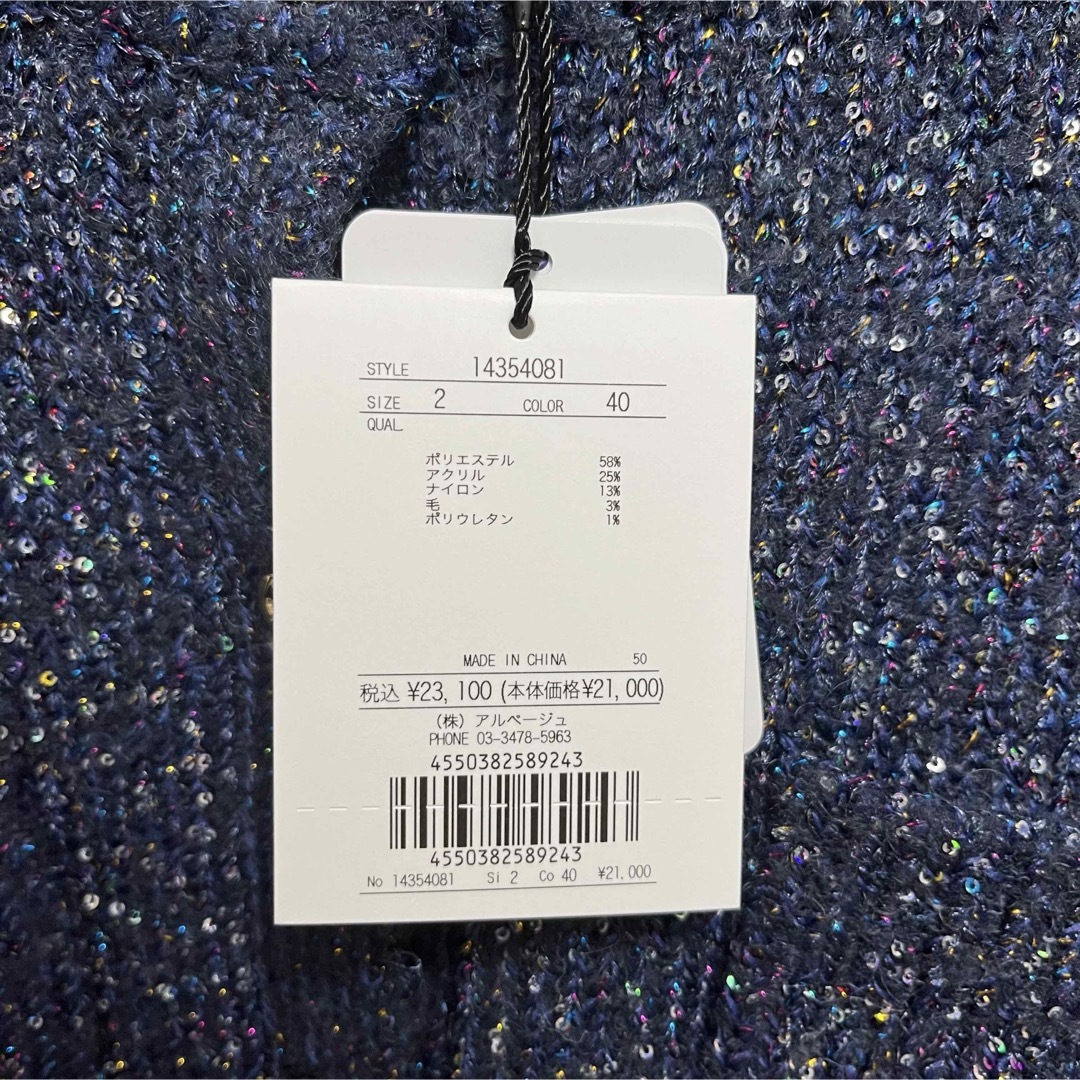 STYLE 14354081
SIZE 2 COLOR 40
QUAL.
ポリエステル 58%
アクリル 25%
ナイロン 13%
毛 3%
ポリウレタン 1%
MADE IN CHINA 50
税込 ¥23,100 (本体価格¥21,000)
(株) アルページュ
PHONE 03-3478-5963
4550382589243
4550382589243
No 14354081 Si 2 Co 40 ¥21,000